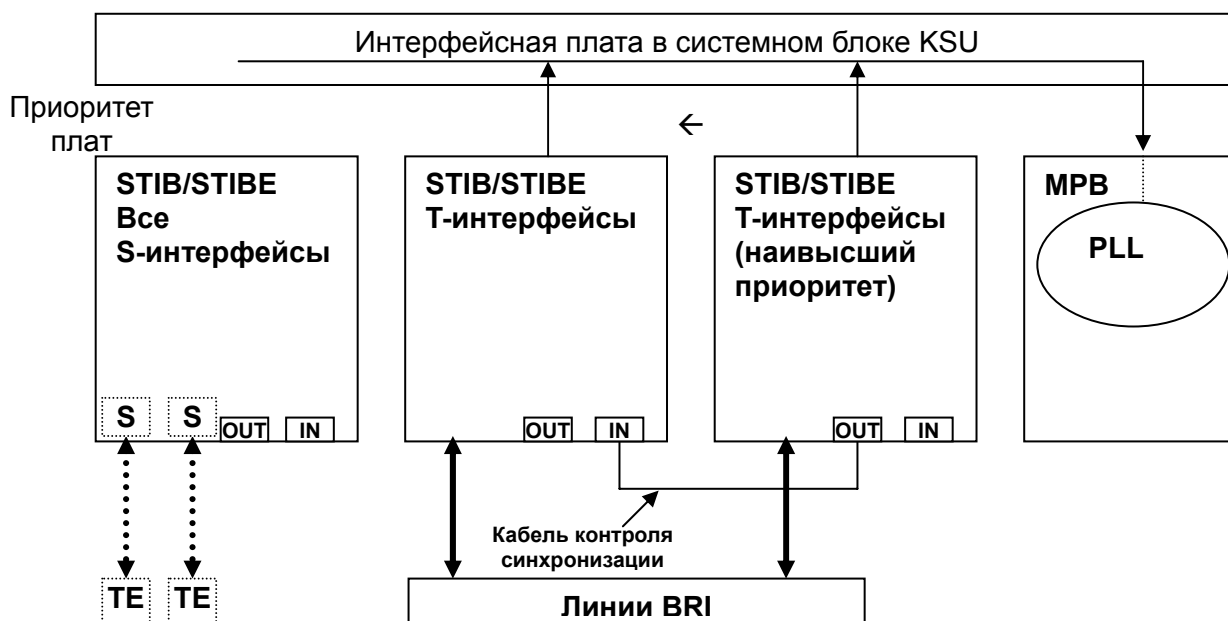 Интерфейсная плата в системном блоке KSU
Приоритет
плат
←
STIB/STIBE
Все
S-интерфейсы
STIB/STIBE
Т-интерфейсы
STIB/STIBE
Т-интерфейсы
(наивысший
приоритет)
MPB
PLL
S S OUT IN
OUT IN
OUT IN
Кабель контроля
синхронизации
TE TE
Линии BRI